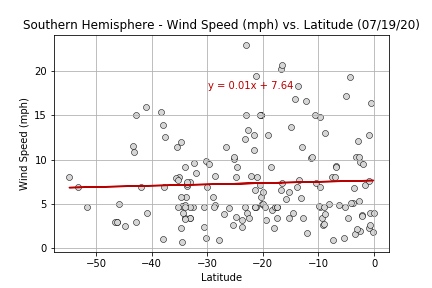 Southern Hemisphere - Wind Speed (mph) vs. Latitude (07/19/20)
Wind Speed (mph)
20
15
10
5
0
y = 0.01x + 7.64
−50
−40
−30
−20
−10
0
Latitude